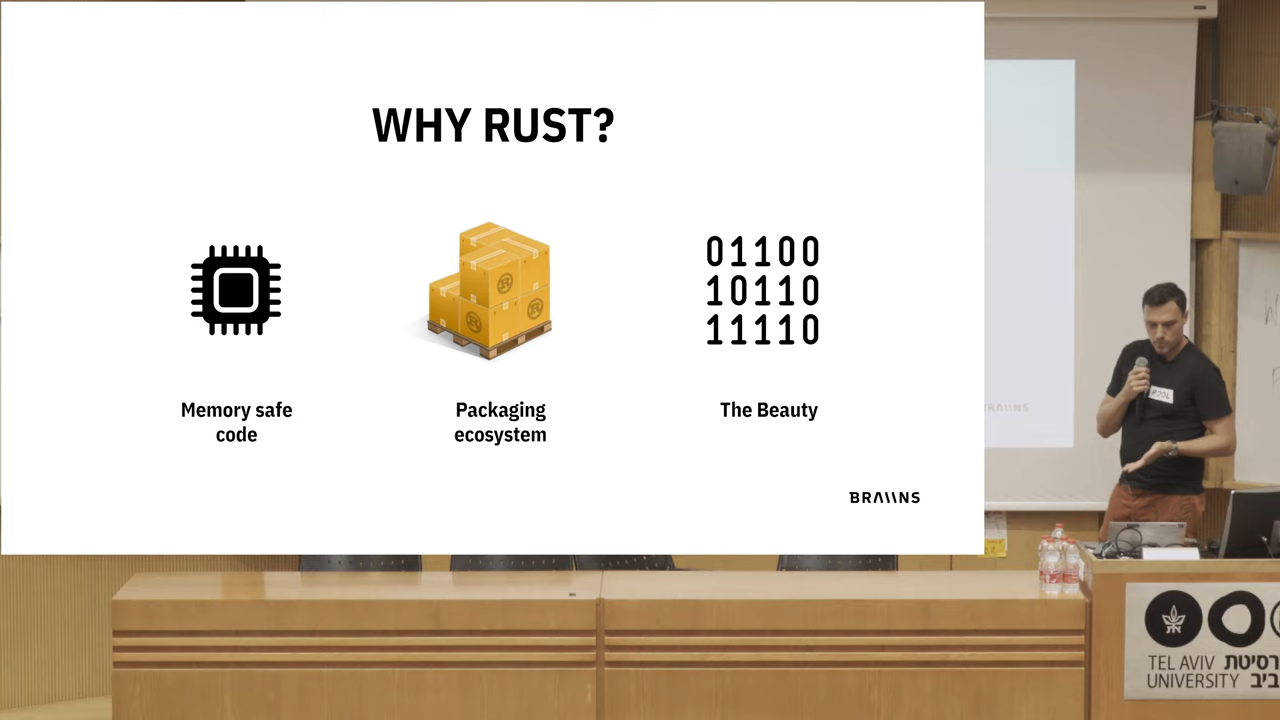 WHY RUST?
01100
10110
11110
Memory safe
code
Packaging
ecosystem
The Beauty
BRAIINS
TEL AVIV
UNIVERSITY